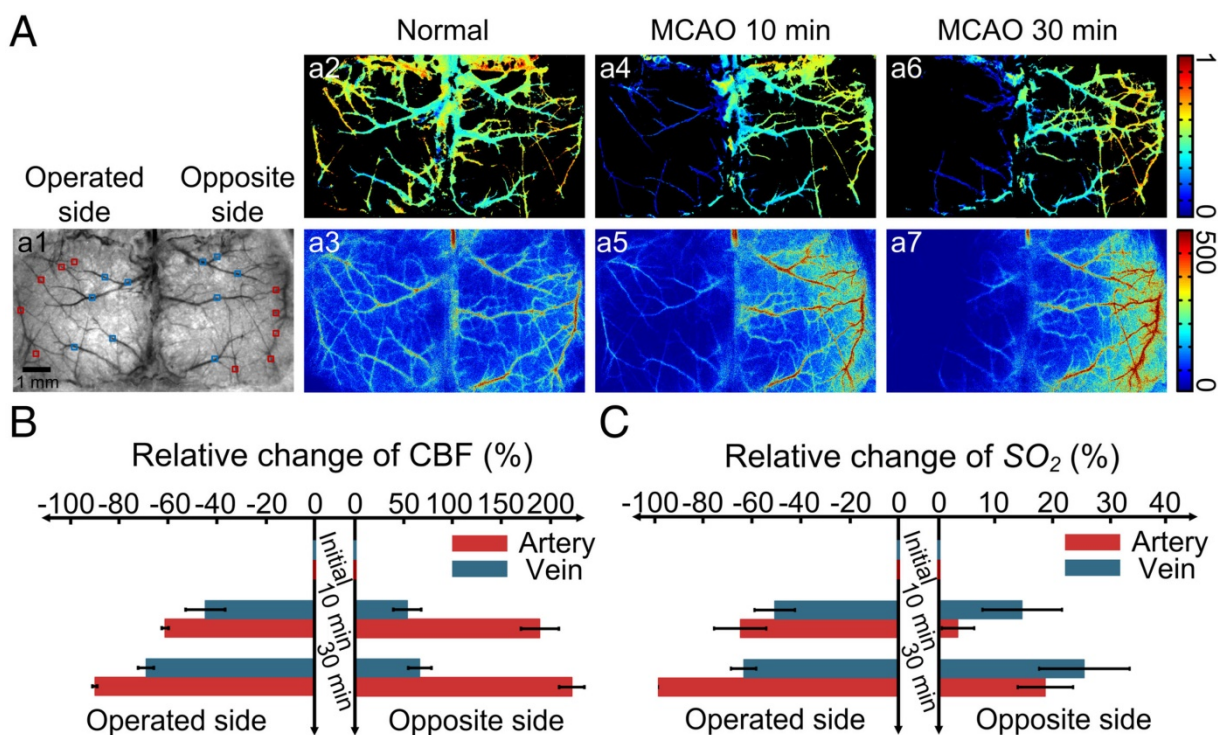 A
Normal
MCAO 10 min
MCAO 30 min
a2
a4
a6
1
0
Operated side
Opposite side
a1
1 mm
a3
a5
a7
500
0
B
Relative change of CBF (%)
-100 -80 -60 -40 -20 0 0 50 100 150 200
Initial
Artery
Vein
10 min
30 min
Operated side
Opposite side
C
Relative change of SO₂ (%)
-100 -80 -60 -40 -20 0 0 10 20 30 40
Initial
Artery
Vein
10 min
30 min
Operated side
Opposite side